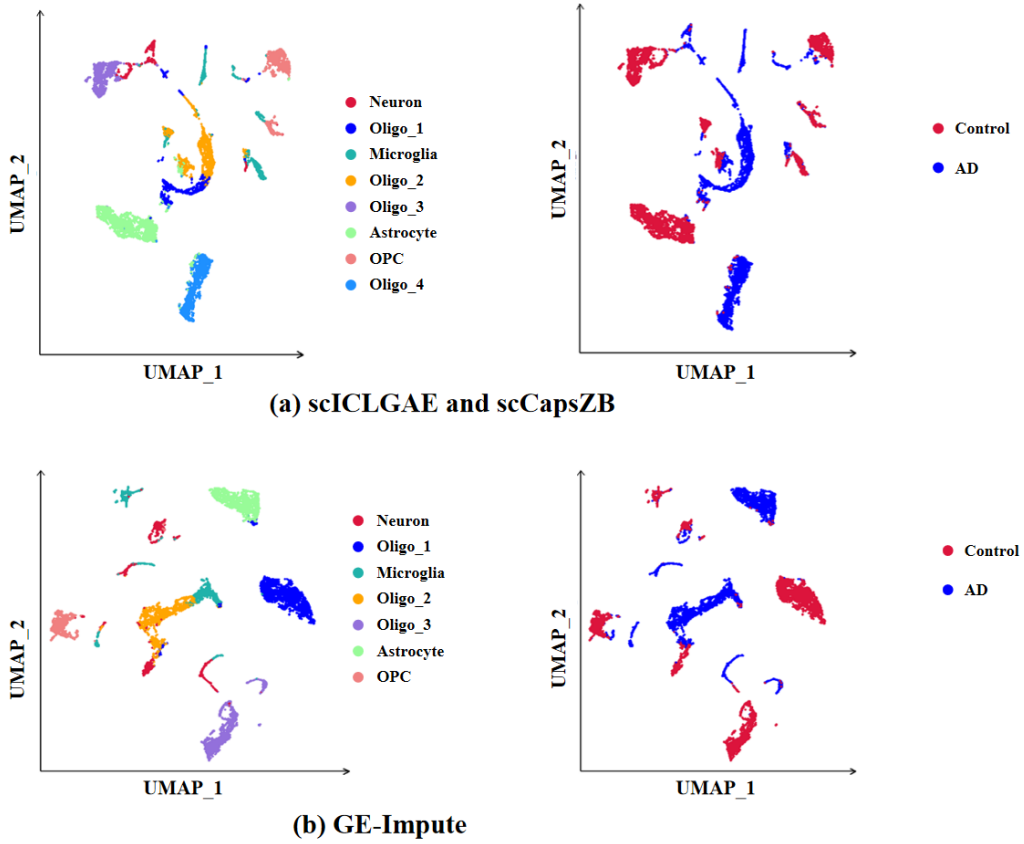 Neuron
Oligo_1
Microglia
Oligo_2
Oligo_3
Astrocyte
OPC
Oligo_4
UMAP_2
UMAP_1
Control
AD
UMAP_2
UMAP_1
(a) scICLGAE and scCapsZB
Neuron
Oligo_1
Microglia
Oligo_2
Oligo_3
Astrocyte
OPC
UMAP_2
UMAP_1
Control
AD
UMAP_2
UMAP_1
(b) GE-Impute